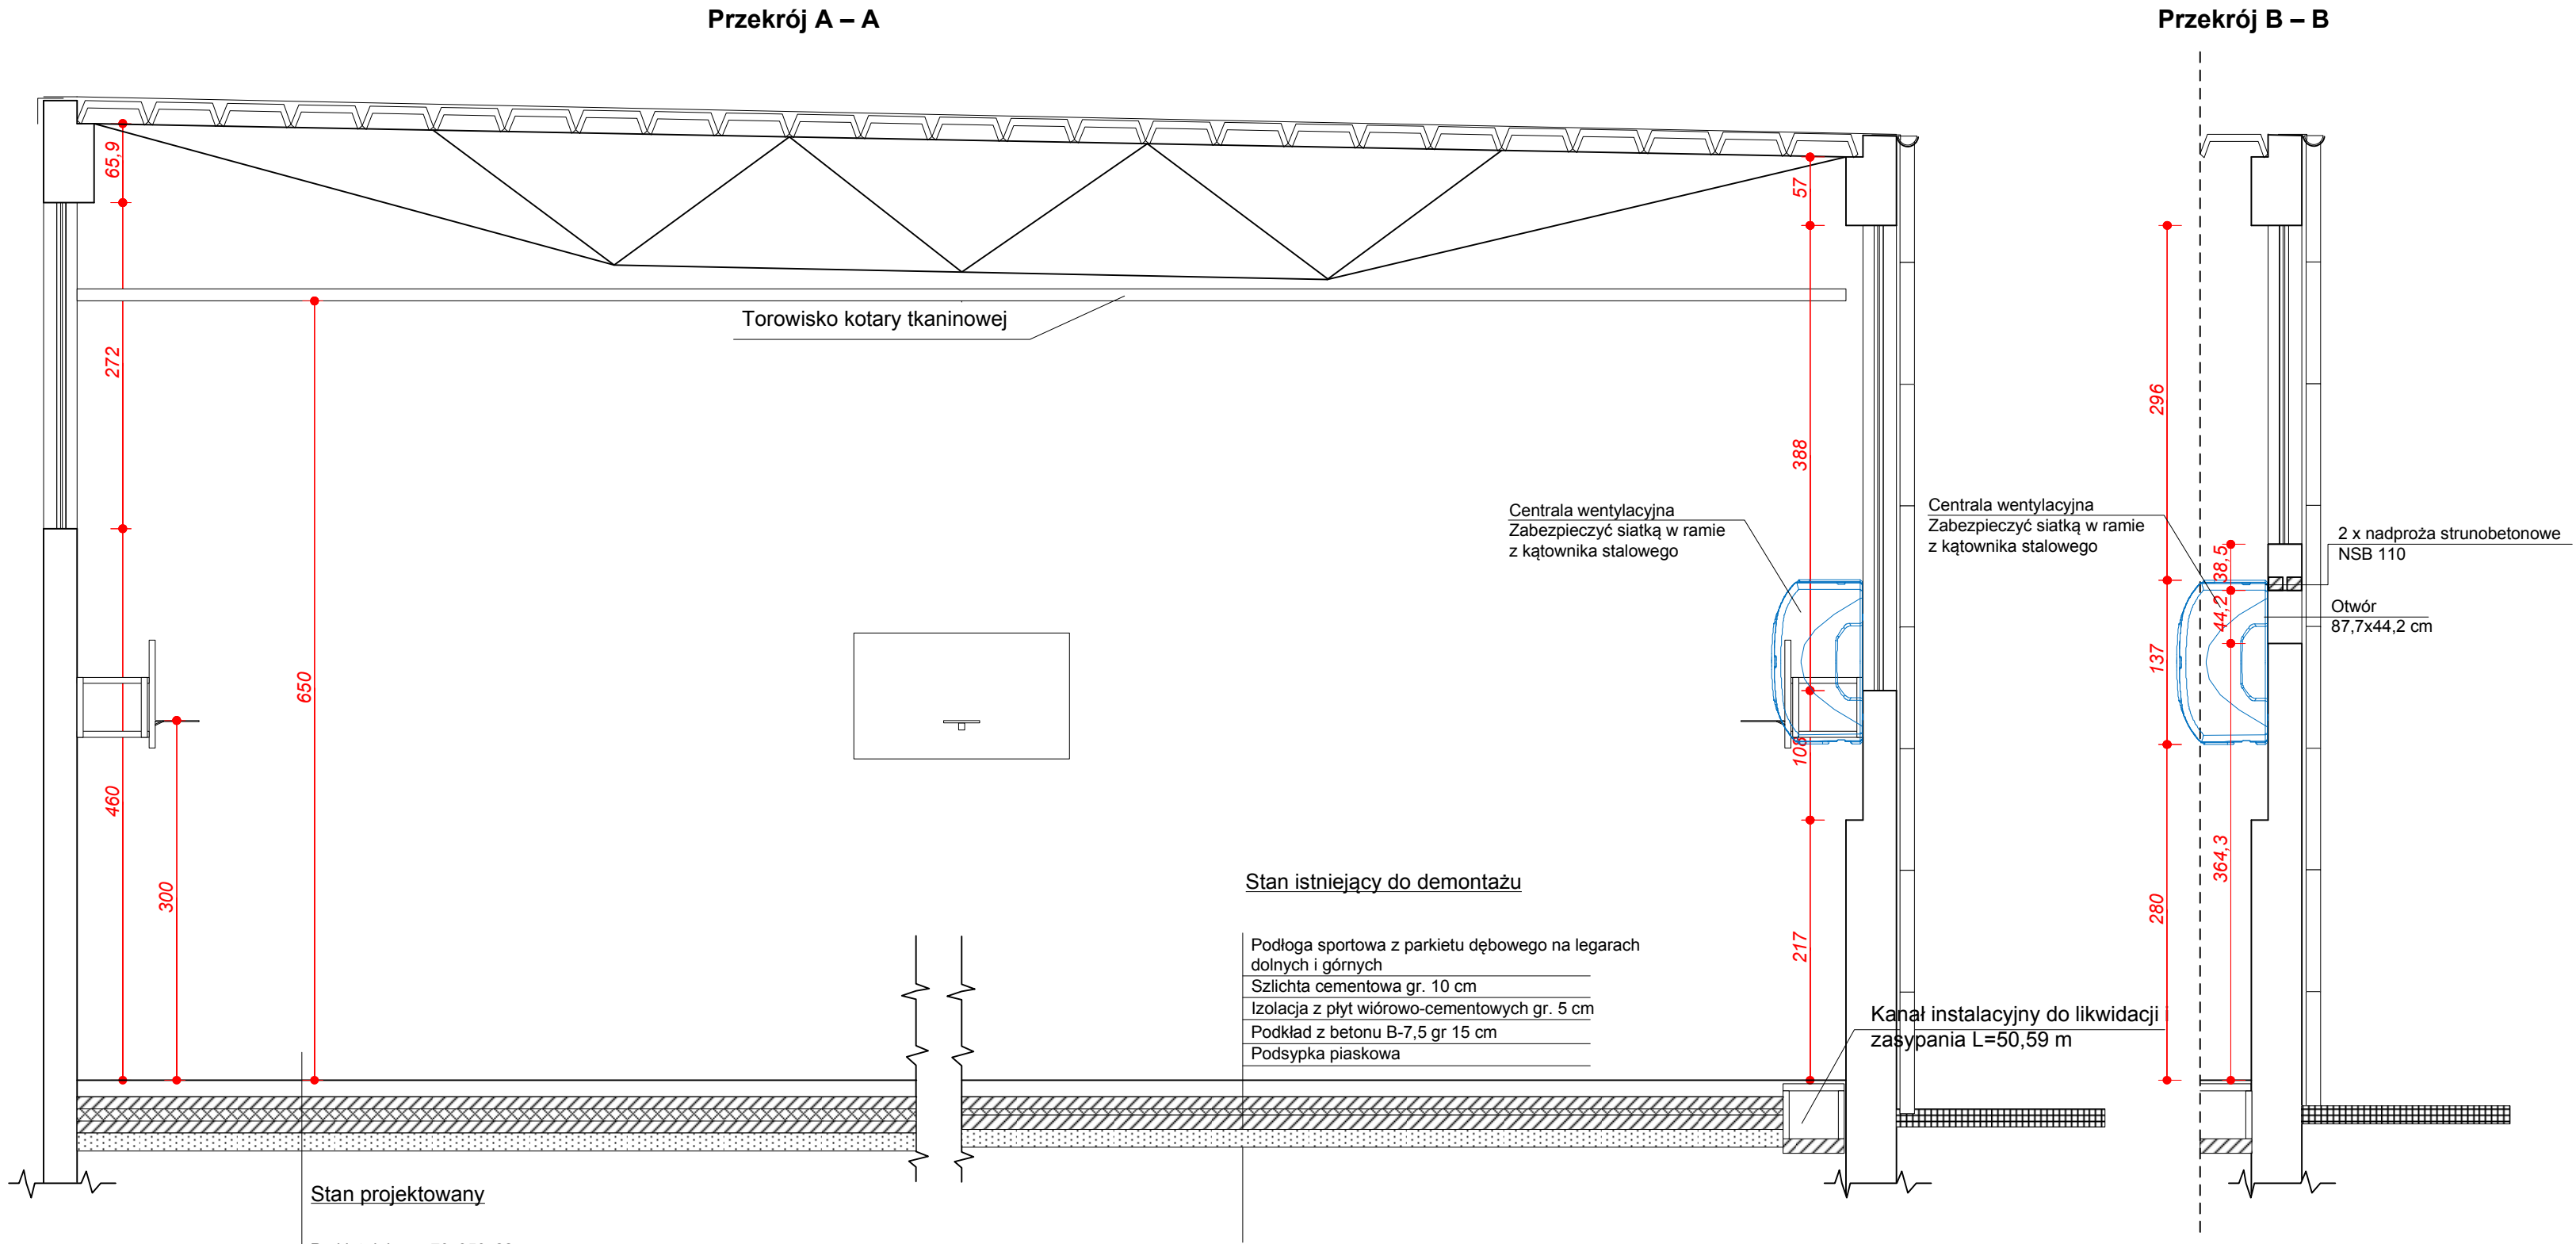 Przekrój A – A
Przekrój B – B
65,9
57
272
Torowisko kotary tkaninowej
296
388
650
Centrala wentylacyjna
Zabezpieczyć siatką w ramie
z kątownika stalowego
Centrala wentylacyjna
Zabezpieczyć siatką w ramie
z kątownika stalowego
2 x nadproża strunobetonowe
NSB 110
38,5
44,2
Otwór
87,7x44,2 cm
137
108
460
300
364,3
280
217
Stan istniejący do demontażu
Podłoga sportowa z parkietu dębowego na legarach
dolnych i górnych
Szlichta cementowa gr. 10 cm
Izolacja z płyt wiórowo-cementowych gr. 5 cm
Podkład z betonu B-7,5 gr 15 cm
Podsypka piaskowa
Kanał instalacyjny do likwidacji i
zasypania L=50,59 m
Stan projektowany